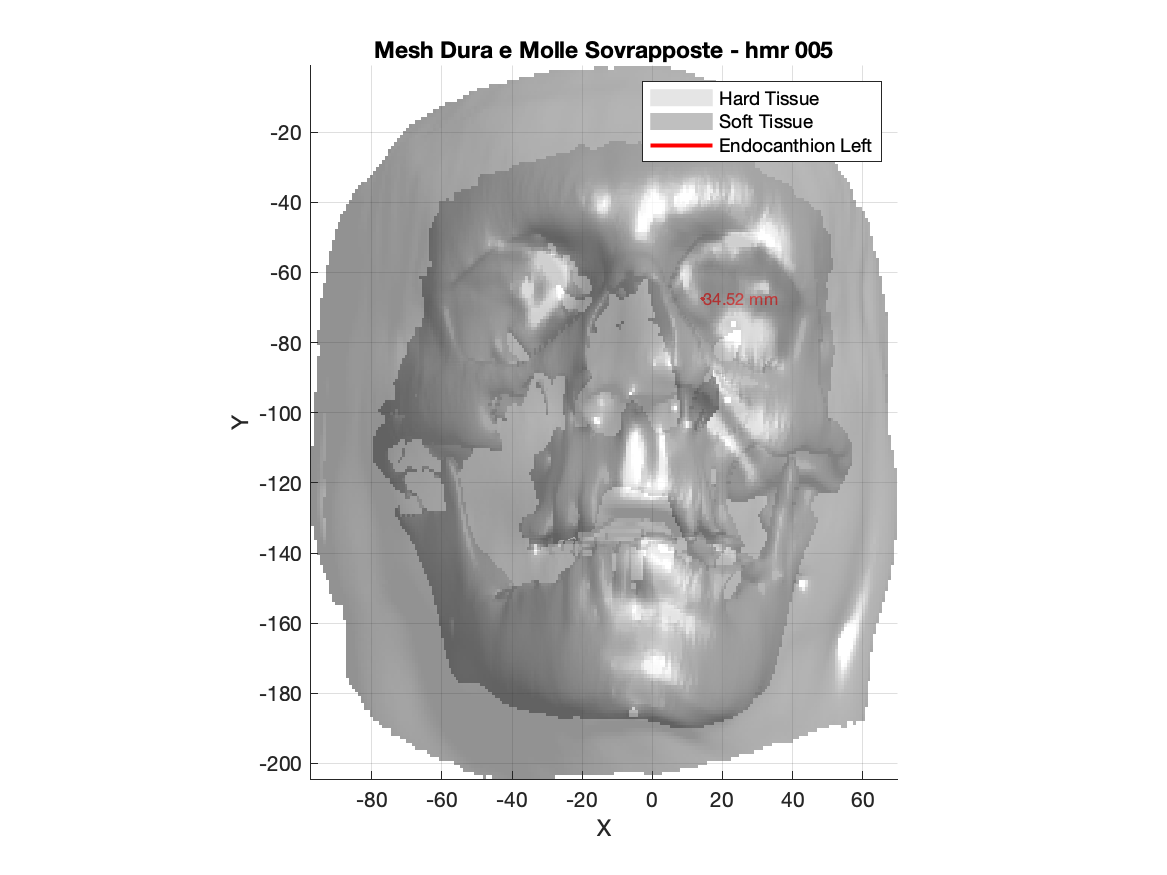 Mesh Dura e Molle Sovrapposte - hmr 005
Hard Tissue
Soft Tissue
Endocanthion Left
-20
-40
-60
-80
-100
-120
-140
-160
-180
-200
Y
34.52 mm
-80 -60 -40 -20 0 20 40 60
X